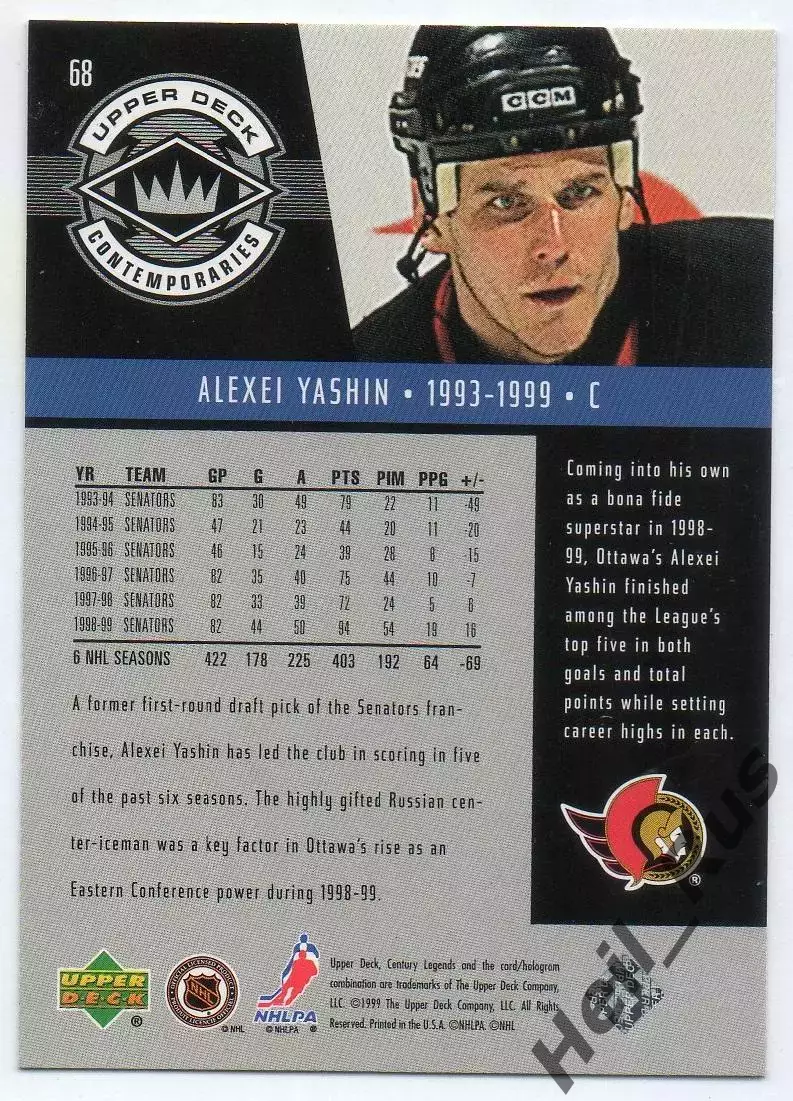 68
UPPER DECK
CONTEMPORARIES
CCM
ALEXEI YASHIN • 1993-1999 • C
YR TEAM GP G A PTS PIM PPG +/-
1993-94 SENATORS 83 30 49 79 22 11 -49
1994-95 SENATORS 47 21 23 44 20 11 -20
1995-96 SENATORS 46 15 24 39 28 8 -15
1996-97 SENATORS 82 35 40 75 44 10 -7
1997-98 SENATORS 82 33 39 72 24 5 6
1998-99 SENATORS 82 44 50 94 54 19 16
6 NHL SEASONS 422 178 225 403 192 64 -69
A former first-round draft pick of the Senators fran-
chise, Alexei Yashin has led the club in scoring in five
of the past six seasons. The highly gifted Russian cen-
ter-iceman was a key factor in Ottawa's rise as an
Eastern Conference power during 1998-99.
Coming into his own
as a bona fide
superstar in 1998-
99, Ottawa's Alexei
Yashin finished
among the League's
top five in both
goals and total
points while setting
career highs in each.
®
UPPER
DECK
®
NHL
© NHL
NHLPA
© NHLPA ®
Upper Deck, Century Legends and the card/hologram
combination are trademarks of The Upper Deck Company,
LLC. ©1999 The Upper Deck Company, LLC. All Rights
Reserved. Printed in the U.S.A. ©NHLPA. ©NHL
UPPER DECK
Heil_Rus